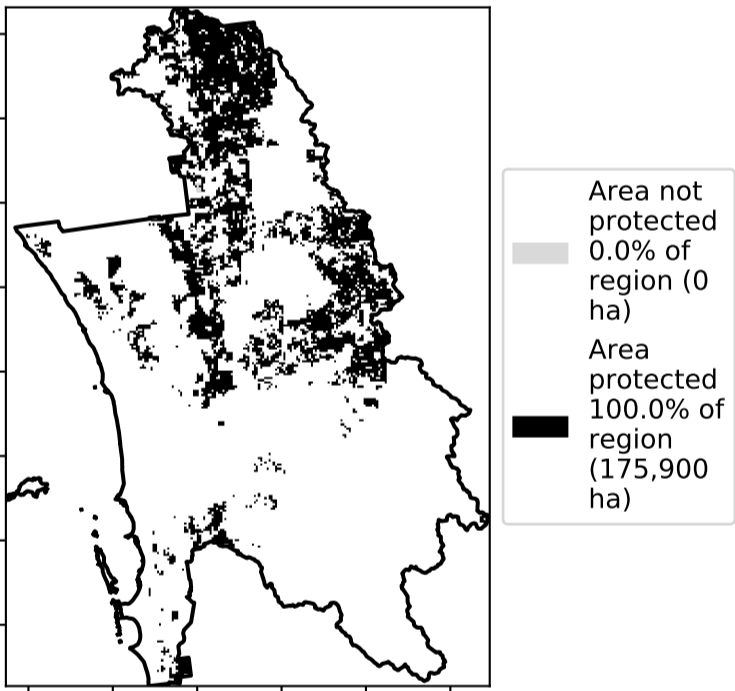 Area not
protected
0.0% of
region (0
ha)
Area
protected
100.0% of
region
(175,900
ha)